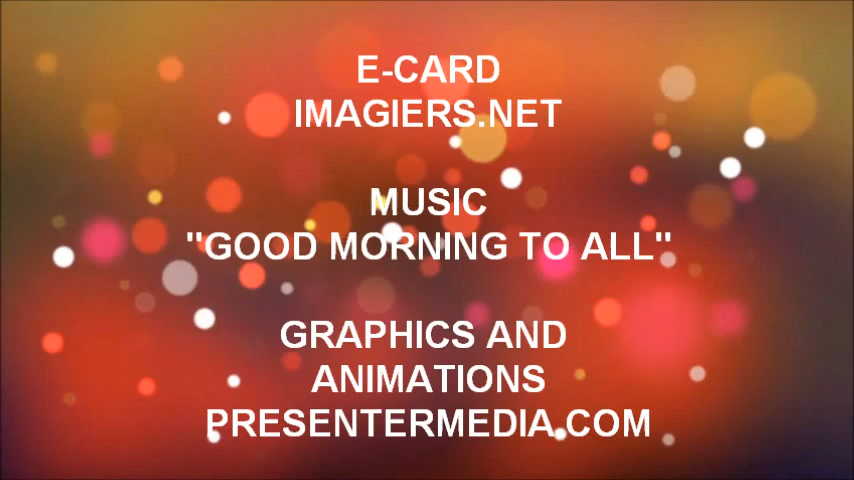 E-CARD
IMAGIERS.NET
MUSIC
"GOOD MORNING TO ALL"
GRAPHICS AND
ANIMATIONS
PRESENTERMEDIA.COM